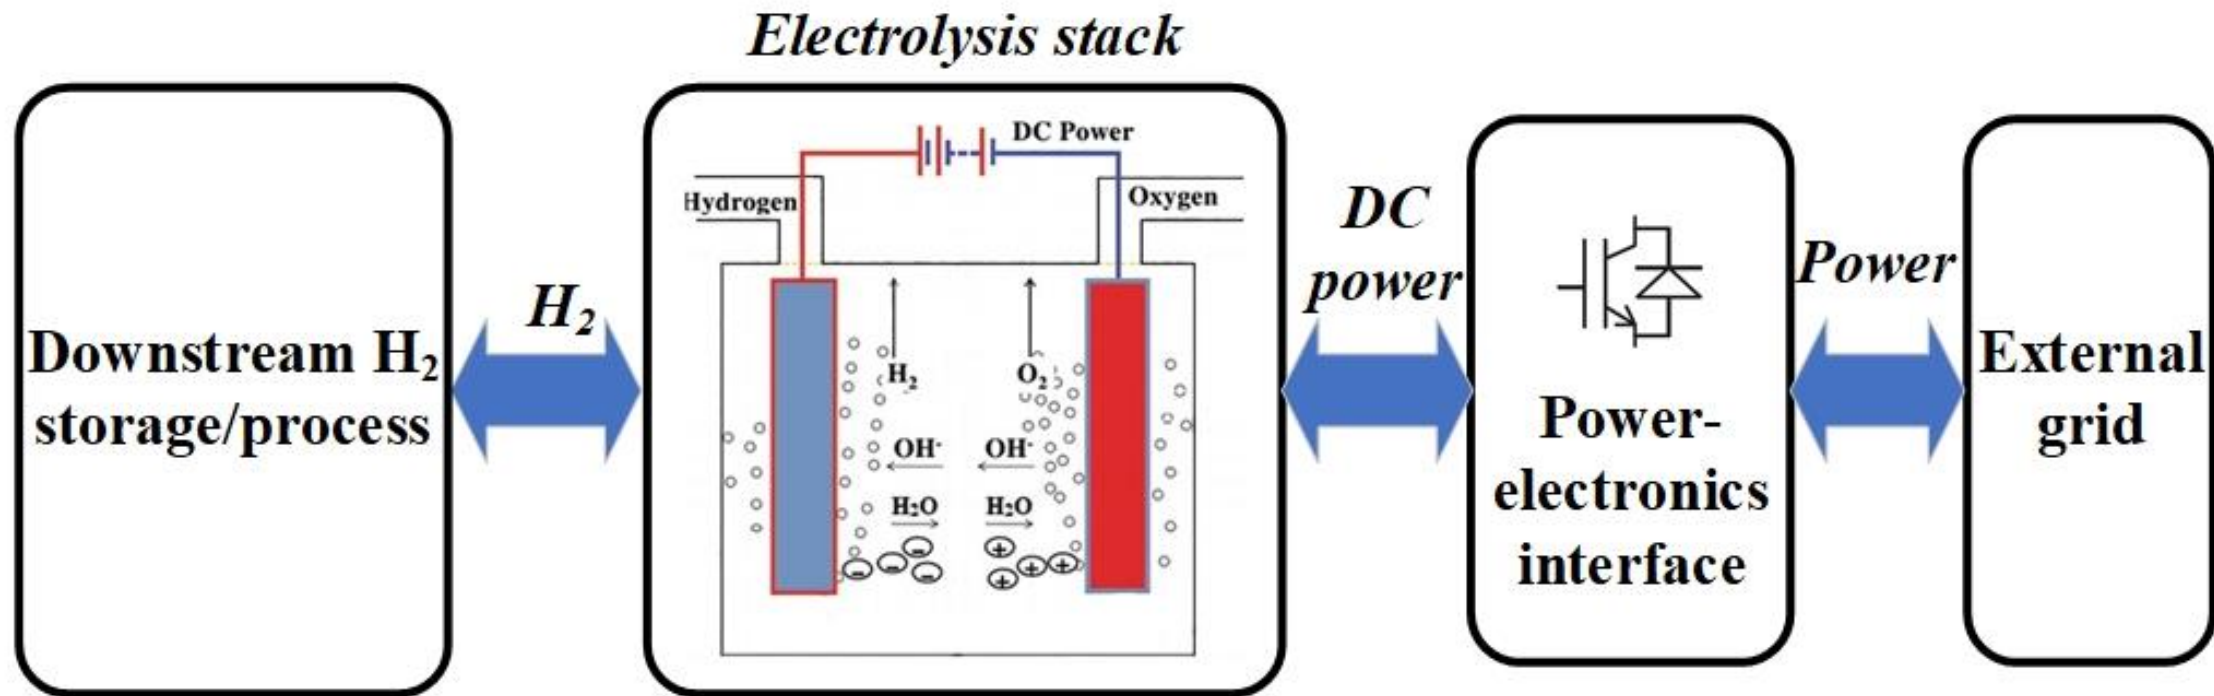 Electrolysis stack
Downstream H₂
storage/process
H₂
DC Power
Hydrogen
Oxygen
H₂
O₂
OH⁻
OH⁻
H₂O
H₂O
-
-
-
-
+
+
+
+
DC
power
Power-
electronics
interface
Power
External
grid